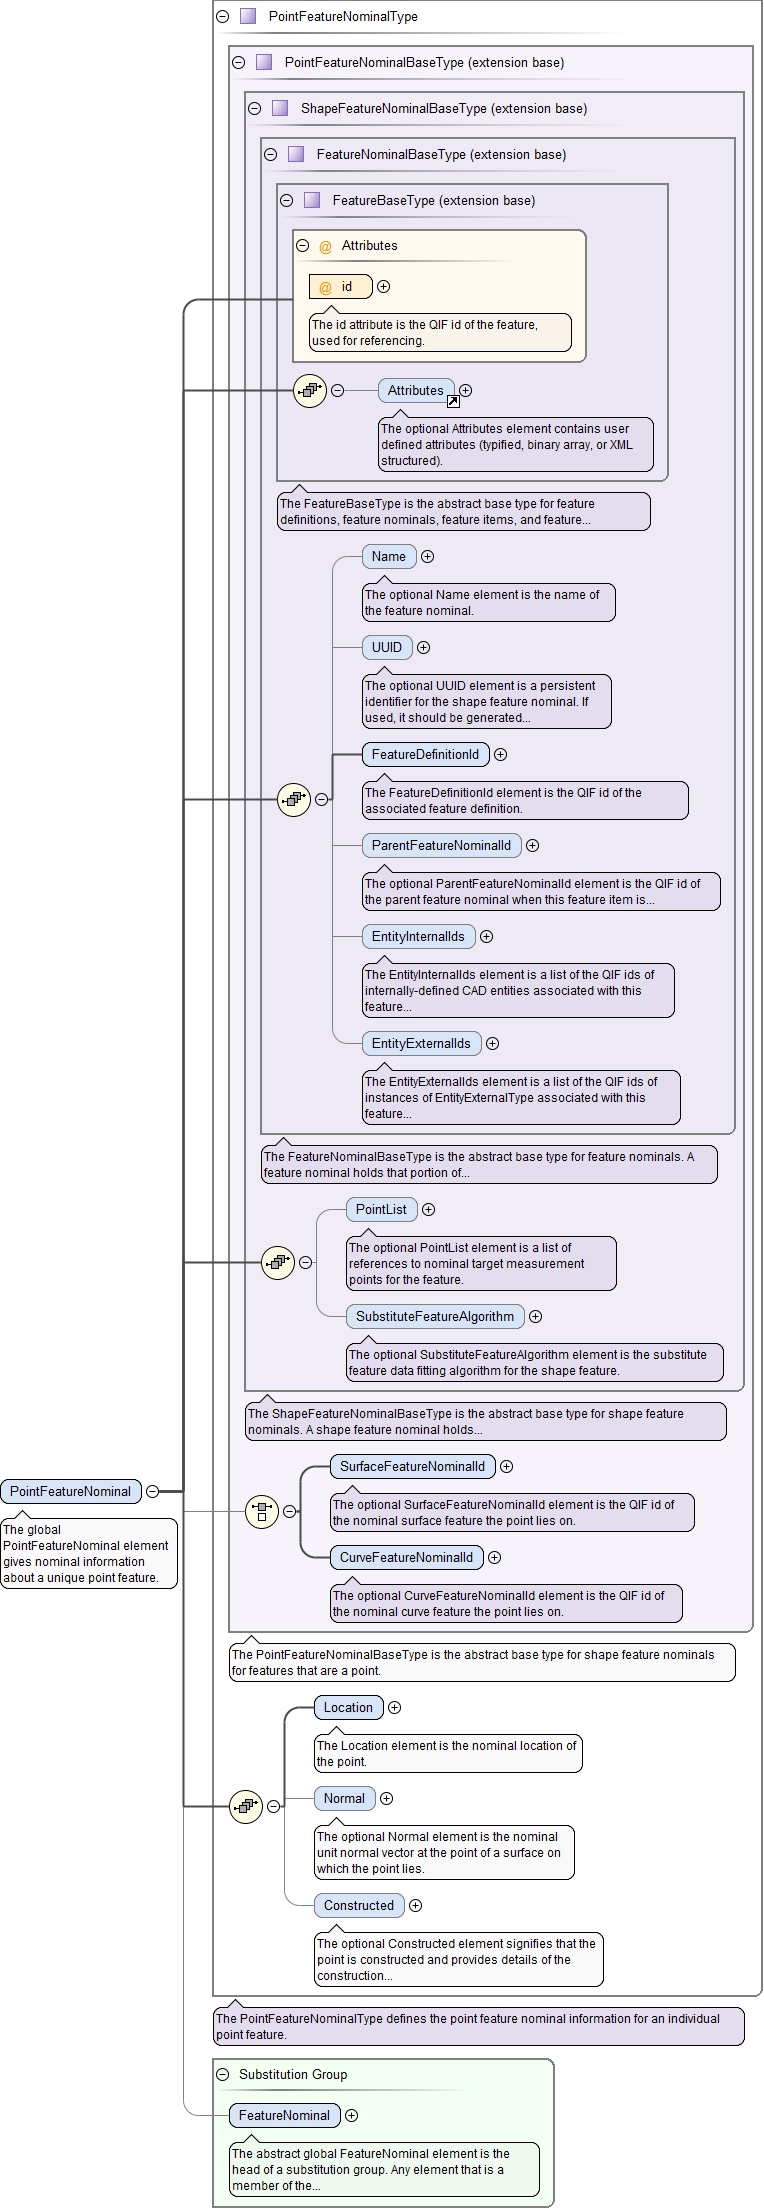 PointFeatureNominalType
PointFeatureNominalBaseType (extension base)
ShapeFeatureNominalBaseType (extension base)
FeatureNominalBaseType (extension base)
FeatureBaseType (extension base)
@ Attributes
@ id
The id attribute is the QIF id of the feature,
used for referencing.
Attributes
The optional Attributes element contains user
defined attributes (typified, binary array, or XML
structured).
The FeatureBaseType is the abstract base type for feature
definitions, feature nominals, feature items, and feature...
Name
The optional Name element is the name of
the feature nominal.
UUID
The optional UUID element is a persistent
identifier for the shape feature nominal. If
used, it should be generated...
FeatureDefinitionId
The FeatureDefinitionId element is the QIF id of the
associated feature definition.
ParentFeatureNominalId
The optional ParentFeatureNominalId element is the QIF id of
the parent feature nominal when this feature item is...
EntityInternalIds
The EntityInternalIds element is a list of the QIF ids of
internally-defined CAD entities associated with this
feature...
EntityExternalIds
The EntityExternalIds element is a list of the QIF ids of
instances of EntityExternalType associated with this
feature...
The FeatureNominalBaseType is the abstract base type for feature nominals. A
feature nominal holds that portion of...
PointList
The optional PointList element is a list of
references to nominal target measurement
points for the feature.
SubstituteFeatureAlgorithm
The optional SubstituteFeatureAlgorithm element is the substitute
feature data fitting algorithm for the shape feature.
The ShapeFeatureNominalBaseType is the abstract base type for shape feature
nominals. A shape feature nominal holds...
SurfaceFeatureNominalId
The optional SurfaceFeatureNominalId element is the QIF id of
the nominal surface feature the point lies on.
CurveFeatureNominalId
The optional CurveFeatureNominalId element is the QIF id of
the nominal curve feature the point lies on.
PointFeatureNominal
The global
PointFeatureNominal element
gives nominal information
about a unique point feature.
The PointFeatureNominalBaseType is the abstract base type for shape feature nominals
for features that are a point.
Location
The Location element is the nominal location of
the point.
Normal
The optional Normal element is the nominal
unit normal vector at the point of a surface on
which the point lies.
Constructed
The optional Constructed element signifies that the
point is constructed and provides details of the
construction...
The PointFeatureNominalType defines the point feature nominal information for an individual
point feature.
Substitution Group
FeatureNominal
The abstract global FeatureNominal element is the
head of a substitution group. Any element that is a
member of the...